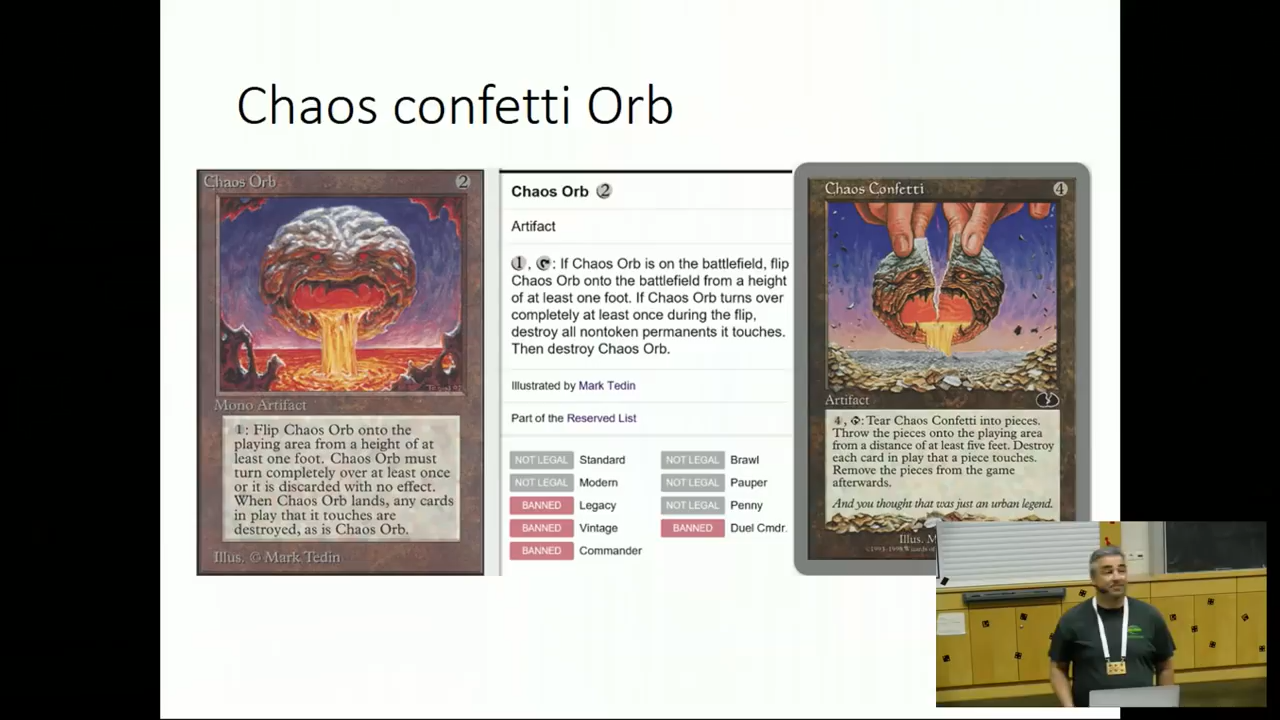 Chaos confetti Orb
Chaos Orb 2
Mono Artifact
1: Flip Chaos Orb onto the
playing area from a height of at
least one foot. Chaos Orb must
turn completely over at least once
or it is discarded with no effect.
When Chaos Orb lands, any cards
in play that it touches are
destroyed, as is Chaos Orb.
Illus. © Mark Tedin
Chaos Orb 2
Artifact
1, : If Chaos Orb is on the battlefield, flip
Chaos Orb onto the battlefield from a height
of at least one foot. If Chaos Orb turns over
completely at least once during the flip,
destroy all nontoken permanents it touches.
Then destroy Chaos Orb.
Illustrated by Mark Tedin
Part of the Reserved List
NOT LEGAL Standard NOT LEGAL Brawl
NOT LEGAL Modern NOT LEGAL Pauper
BANNED Legacy NOT LEGAL Penny
BANNED Vintage BANNED Duel Cmdr.
BANNED Commander
Chaos Confetti 4
Artifact
4, : Tear Chaos Confetti into pieces.
Throw the pieces onto the playing area
from a distance of at least five feet. Destroy
each card in play that a piece touches.
Remove the pieces from the game
afterwards.
And you thought that was just an urban legend.
Illus. M